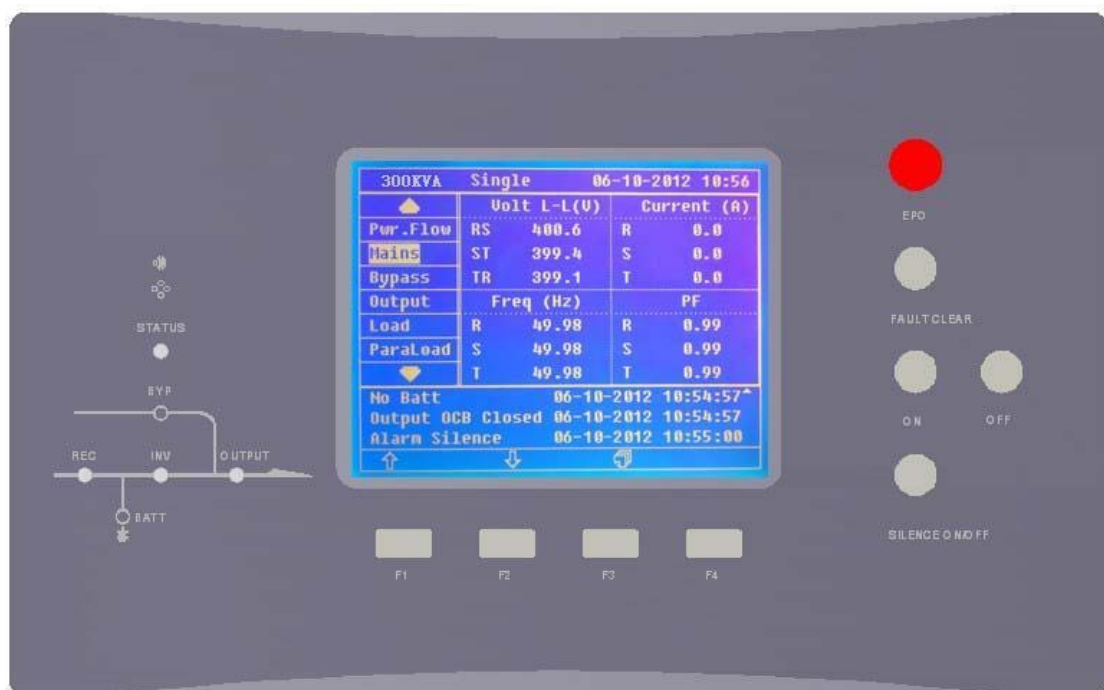 300KVA Single 06-10-2012 10:56
Volt L-L(V) Current (A)
Pwr.Flow RS 400.6 R 0.0
Mains ST 399.4 S 0.0
Bypass TR 399.1 T 0.0
Output Freq (Hz) PF
Load R 49.98 R 0.99
ParaLoad S 49.98 S 0.99
T 49.98 T 0.99
No Batt 06-10-2012 10:54:57
Output OCB Closed 06-10-2012 10:54:57
Alarm Silence 06-10-2012 10:55:00
STATUS
BYP
REC INV OUTPUT
BATT
F1 F2 F3 F4
EPO
FAULT CLEAR
ON OFF
SILENCE ON/OFF